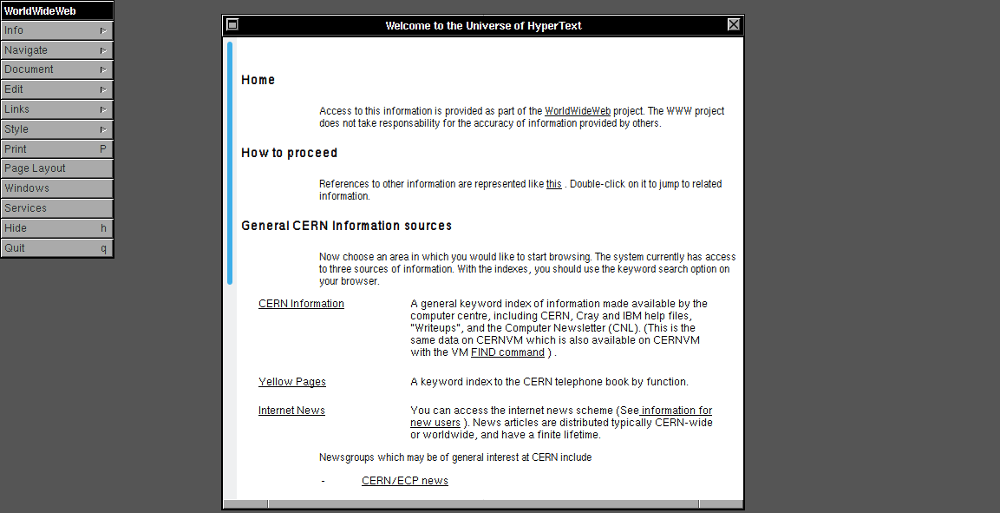 WorldWideWeb
Info
Navigate
Document
Edit
Links
Style
Print P
Page Layout
Windows
Services
Hide h
Quit q
Welcome to the Universe of HyperText
Home
Access to this information is provided as part of the WorldWideWeb project. The WWW project
does not take responsability for the accuracy of information provided by others.
How to proceed
References to other information are represented like this . Double-click on it to jump to related
information.
General CERN Information sources
Now choose an area in which you would like to start browsing. The system currently has access
to three sources of information. With the indexes, you should use the keyword search option on
your browser.
CERN Information A general keyword index of information made available by the
computer centre, including CERN, Cray and IBM help files,
"Writeups", and the Computer Newsletter (CNL). (This is the
same data on CERNVM which is also available on CERNVM
with the VM FIND command ) .
Yellow Pages A keyword index to the CERN telephone book by function.
Internet News You can access the internet news scheme (See information for
new users ). News articles are distributed typically CERN-wide
or worldwide, and have a finite lifetime.
Newsgroups which may be of general interest at CERN include
- CERN/ECP news